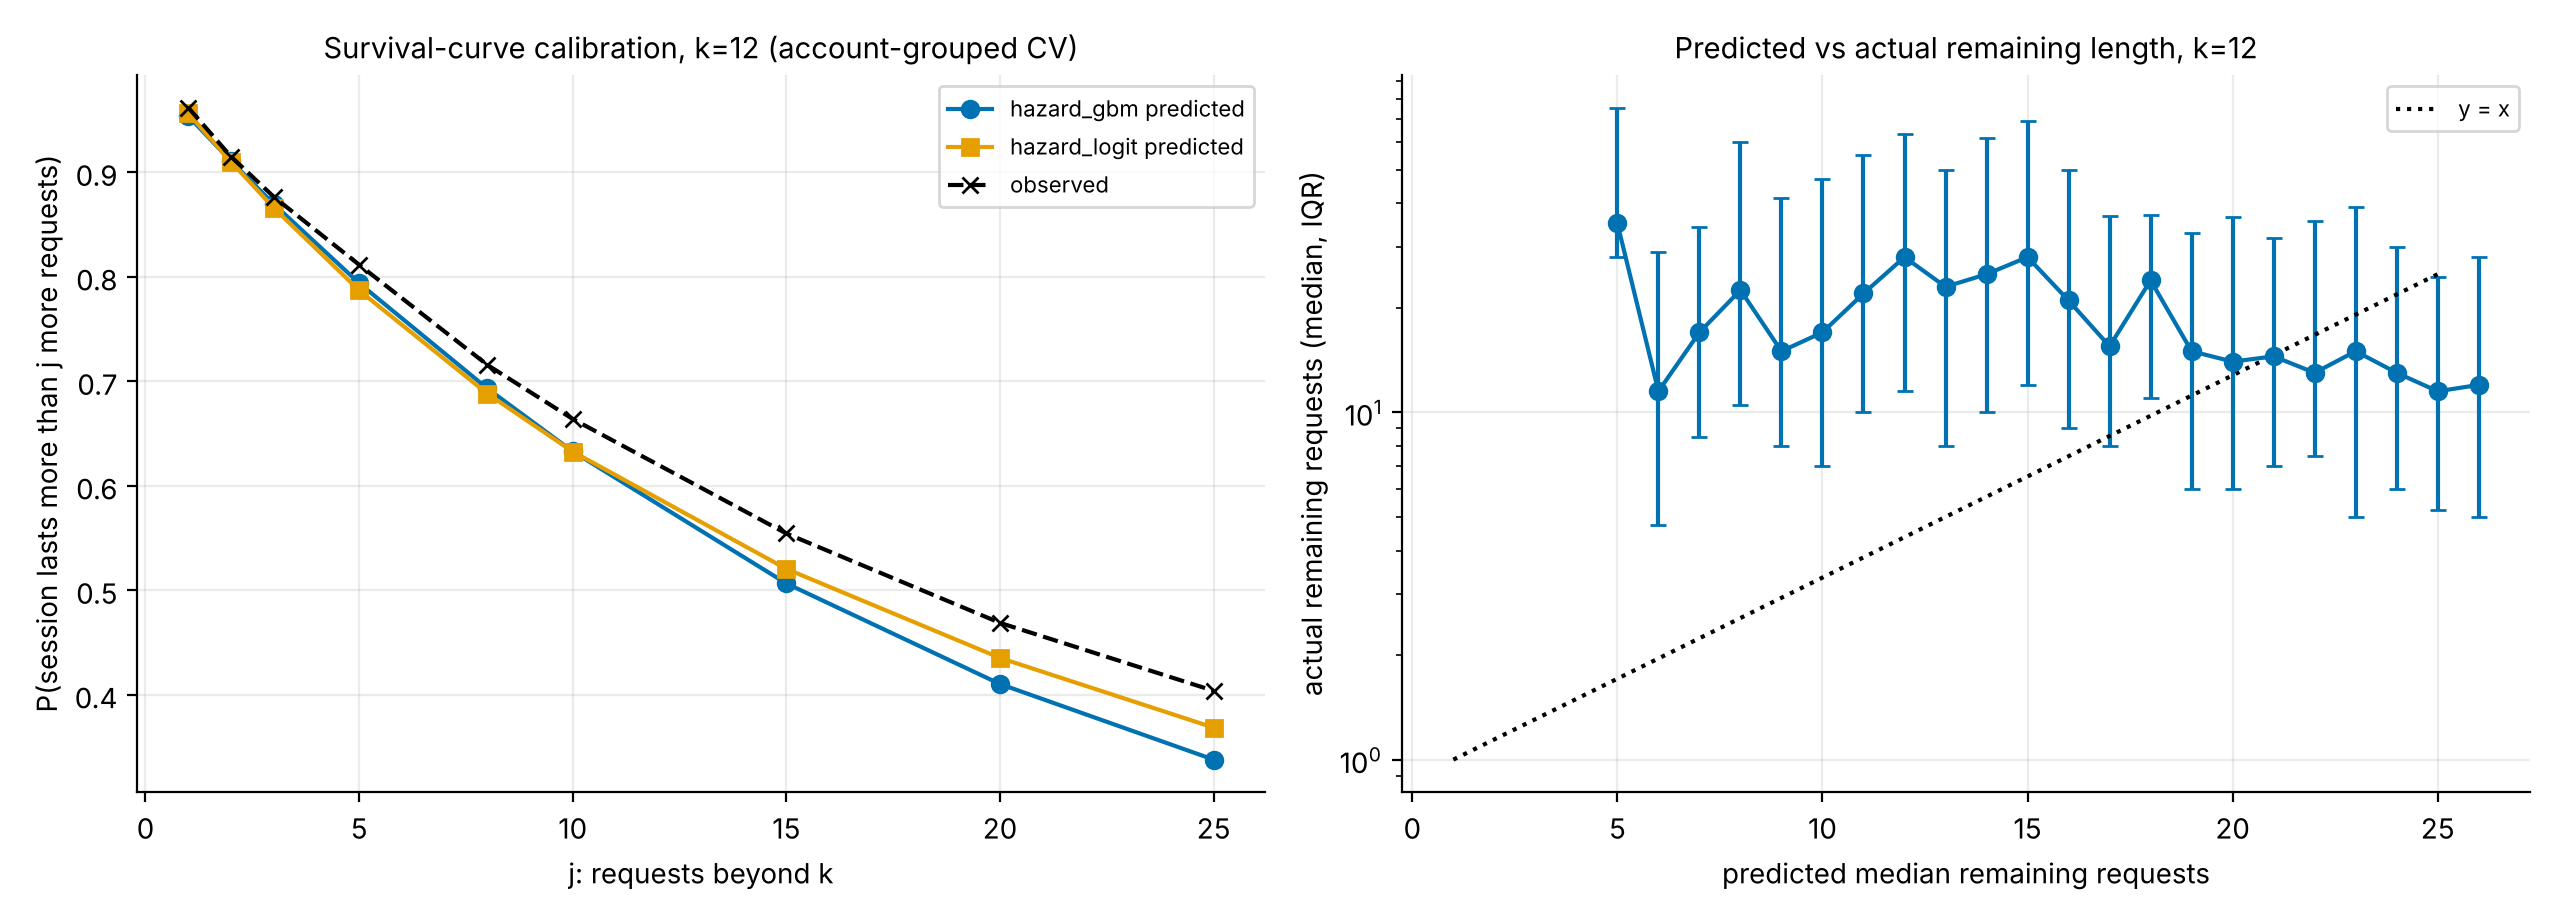 Survival-curve calibration, k=12 (account-grouped CV)
P(session lasts more than j more requests)
0.9
0.8
0.7
0.6
0.5
0.4
hazard_gbm predicted
hazard_logit predicted
observed
0 5 10 15 20 25
j: requests beyond k
Predicted vs actual remaining length, k=12
actual remaining requests (median, IQR)
10¹
10⁰
y = x
0 5 10 15 20 25
predicted median remaining requests